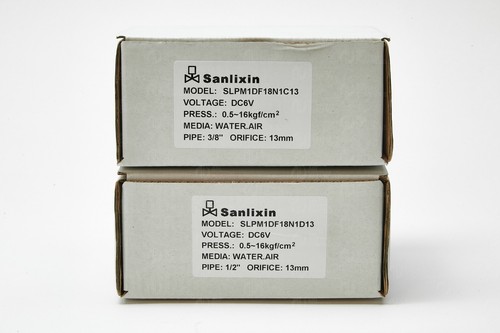 Sanlixin
MODEL: SLPM1DF18N1C13
VOLTAGE: DC6V
PRESS.: 0.5~16kgf/cm²
MEDIA: WATER.AIR
PIPE: 3/8" ORIFICE: 13mm
Sanlixin
MODEL: SLPM1DF18N1D13
VOLTAGE: DC6V
PRESS.: 0.5~16kgf/cm²
MEDIA: WATER.AIR
PIPE: 1/2" ORIFICE: 13mm